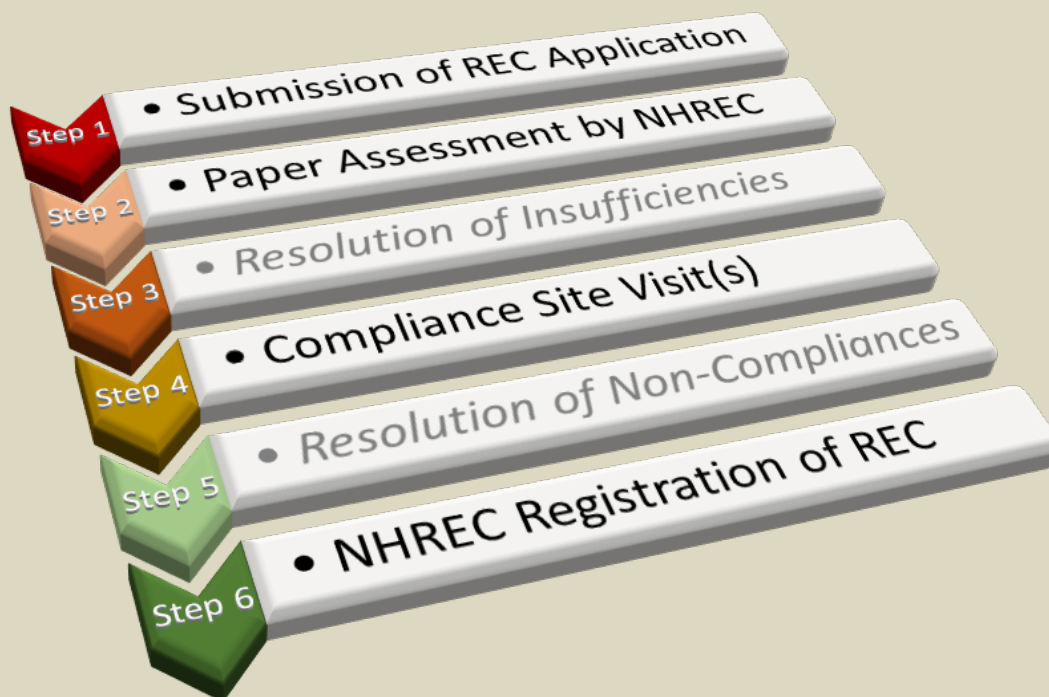 Step 1
• Submission of REC Application
Step 2
• Paper Assessment by NHREC
Step 3
• Resolution of Insufficiencies
Step 4
• Compliance Site Visit(s)
Step 5
• Resolution of Non-Compliances
Step 6
• NHREC Registration of REC